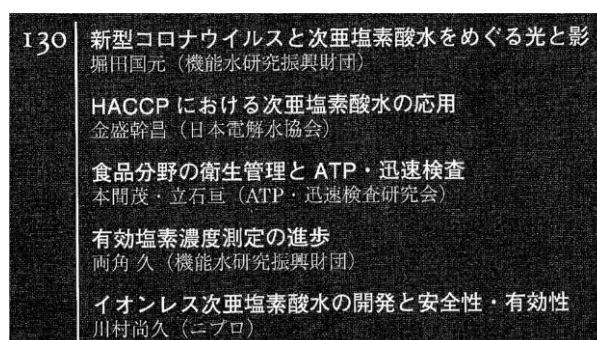 130
新型コロナウイルスと次亜塩素酸水をめぐる光と影
堀田国元（機能水研究振興財団）
HACCP における次亜塩素酸水の応用
金盛幹昌（日本電解水協会）
食品分野の衛生管理と ATP・迅速検査
本間茂・立石亘（ATP・迅速検査研究会）
有効塩素濃度測定の進歩
両角 久（機能水研究振興財団）
イオンレス次亜塩素酸水の開発と安全性・有効性
川村尚久（ニプロ）